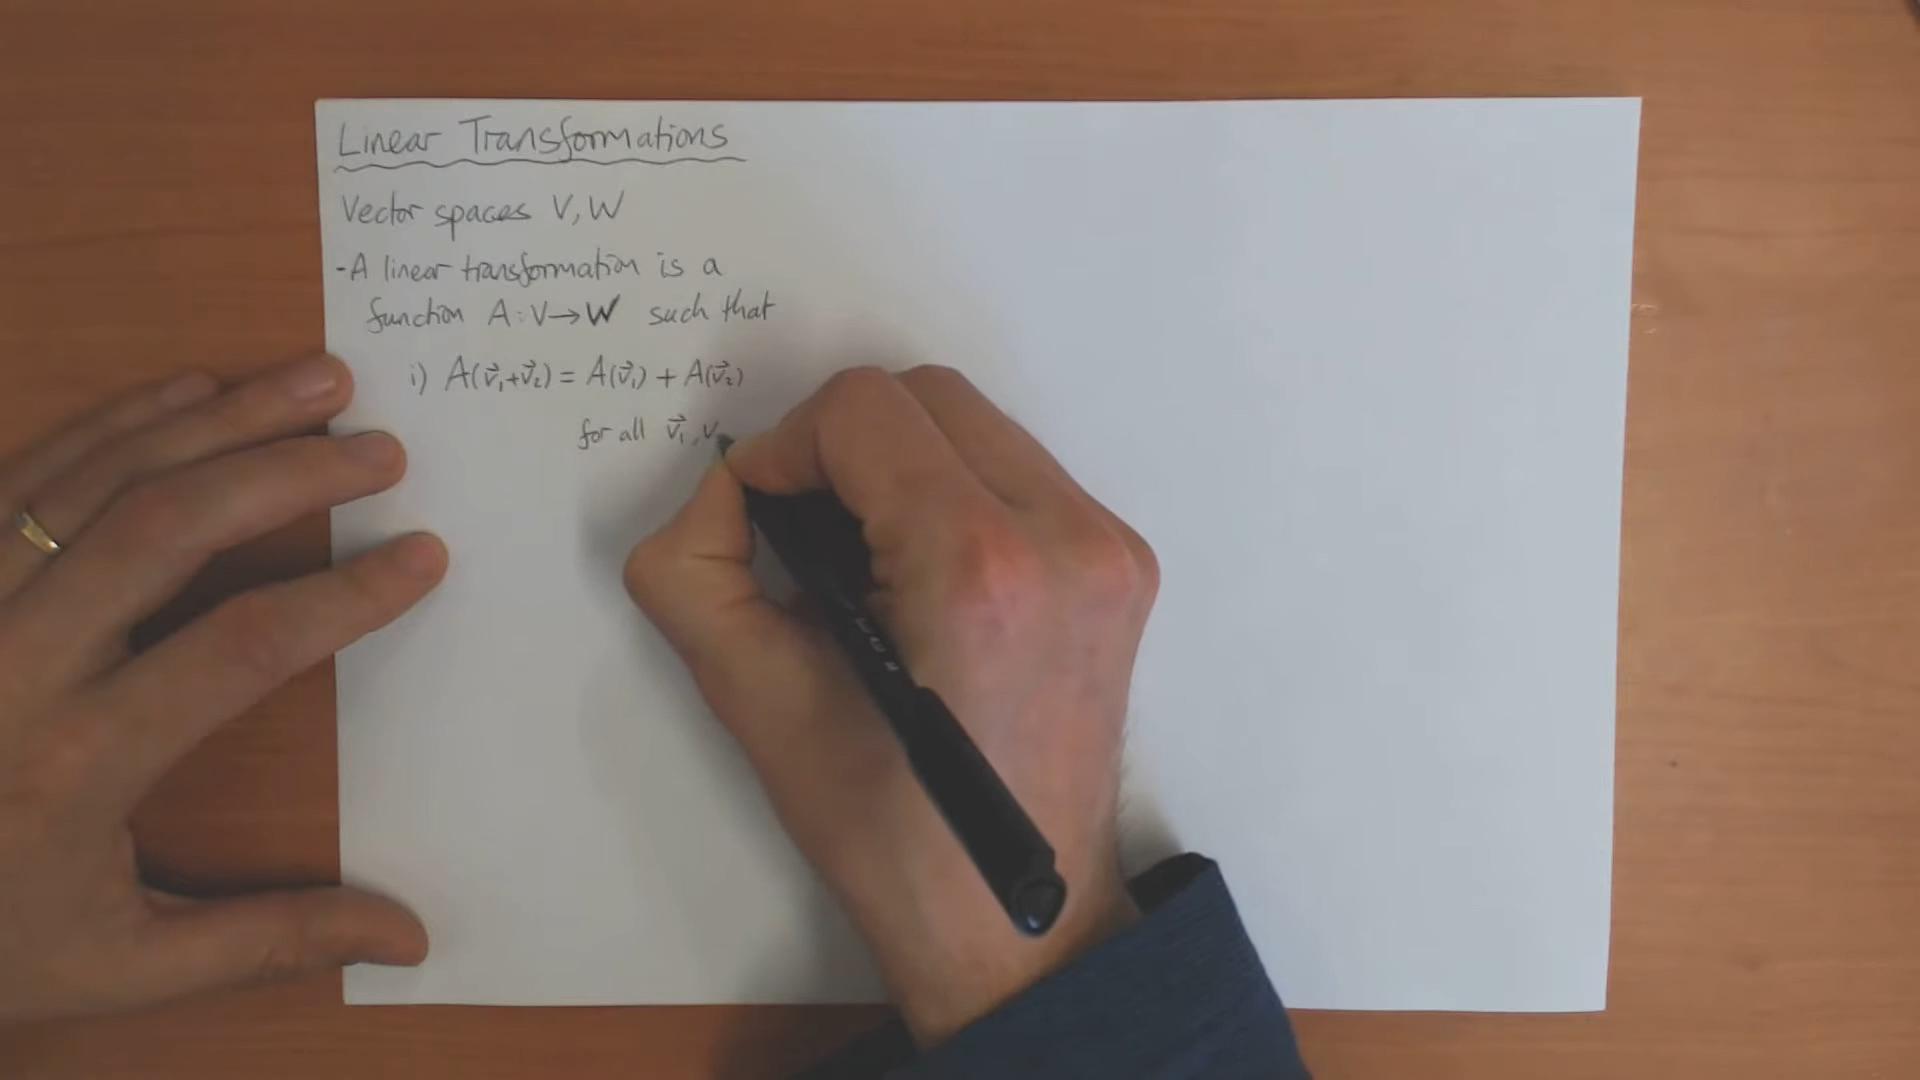 Linear Transformations
Vector spaces V, W
- A linear transformation is a
function A: V→W such that
i) A(v⃗₁+v⃗₂) = A(v⃗₁) + A(v⃗₂)
for all v⃗₁, v